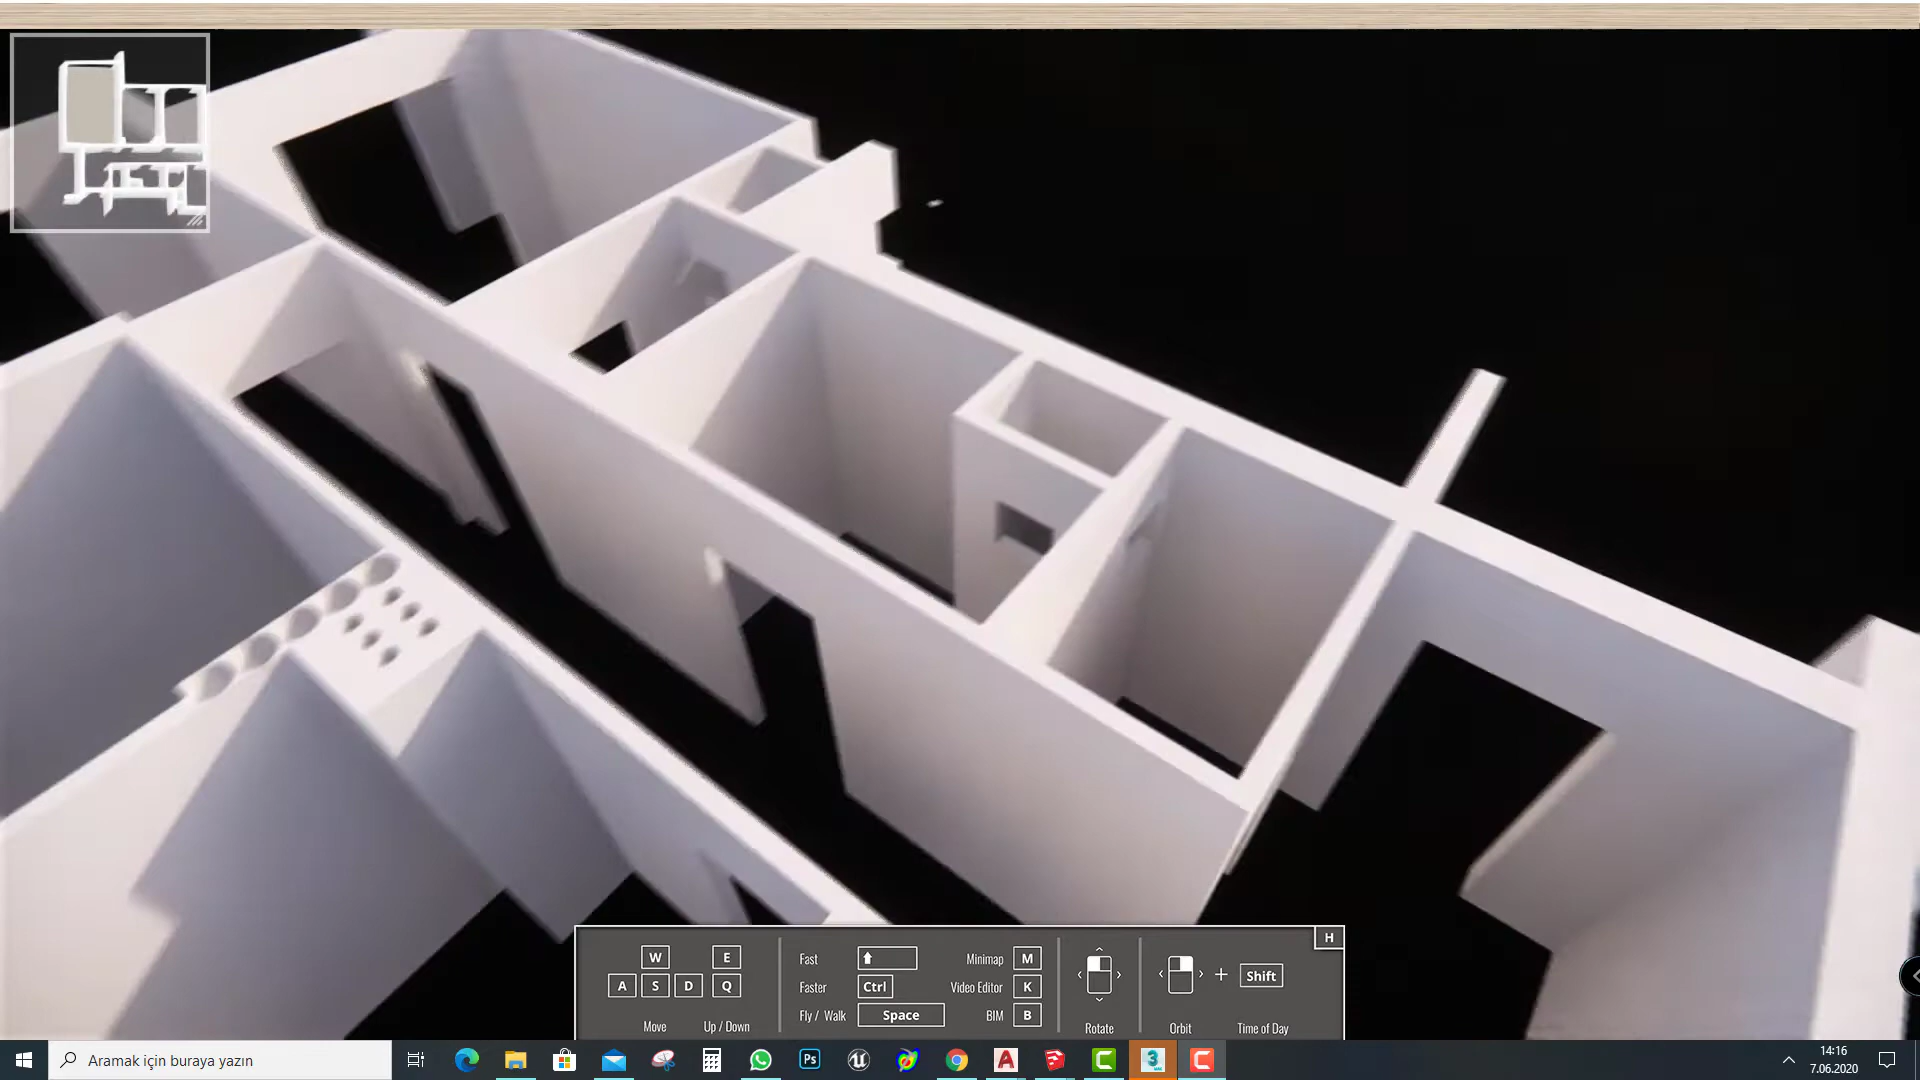 H
W E
A S D Q
Move Up / Down
Fast
Faster Ctrl
Fly / Walk Space
Minimap M
Video Editor K
BIM B
Rotate
Orbit
+ Shift
Time of Day
Aramak için buraya yazın
Ps
3
MAX
14:16
7.06.2020